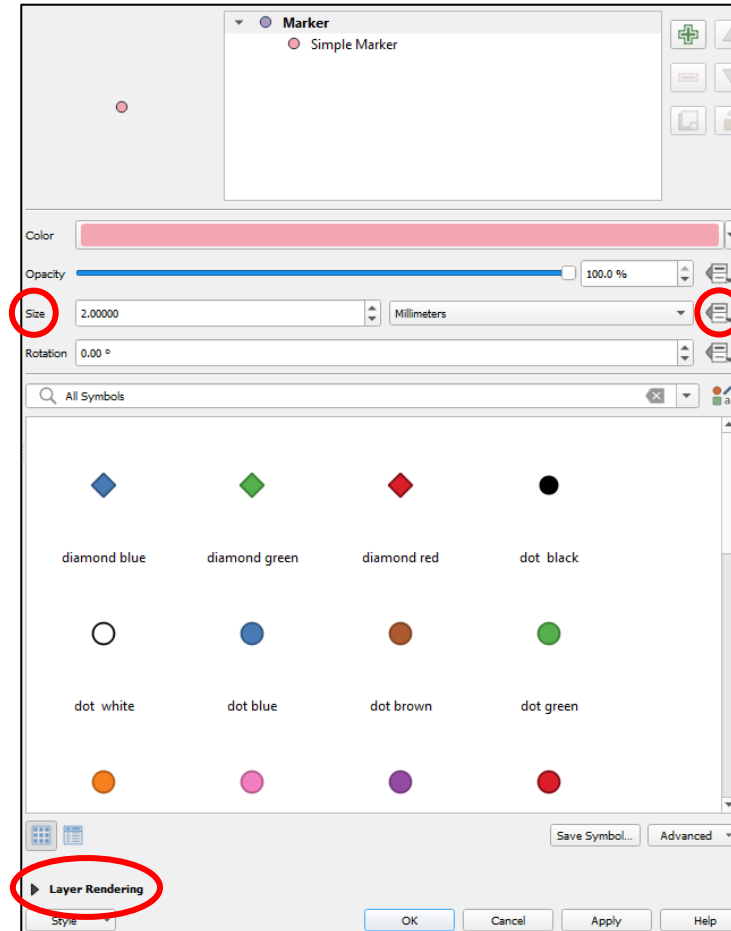 Marker
Simple Marker
Color
Opacity 100.0 %
Size 2.00000 Millimeters
Rotation 0.00 °
All Symbols
a
diamond blue diamond green diamond red dot  black
dot  white dot blue dot brown dot green
Save Symbol... Advanced
Layer Rendering
Style OK Cancel Apply Help